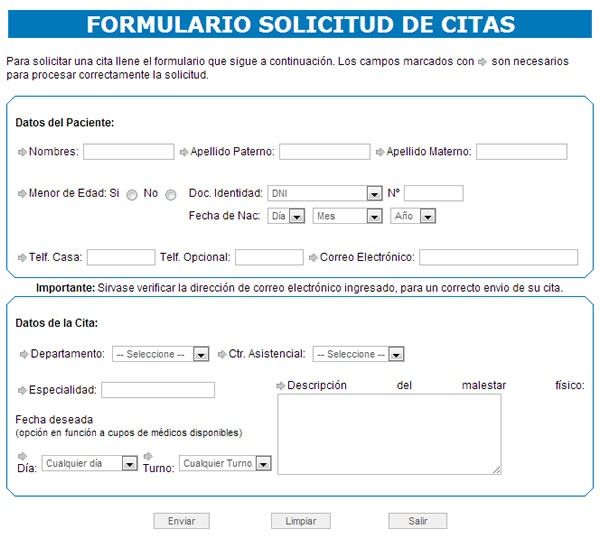 FORMULARIO SOLICITUD DE CITAS
Para solicitar una cita llene el formulario que sigue a continuación. Los campos marcados con son necesarios
para procesar correctamente la solicitud.
Datos del Paciente:
Nombres: Apellido Paterno: Apellido Materno:
Menor de Edad: Si No Doc. Identidad: DNI Nº
Fecha de Nac: Día Mes Año
Telf. Casa: Telf. Opcional: Correo Electrónico:
Importante: Sirvase verificar la dirección de correo electrónico ingresado, para un correcto envio de su cita.
Datos de la Cita:
Departamento: -- Seleccione -- Ctr. Asistencial: -- Seleccione --
Especialidad: Descripción del malestar físico:
Fecha deseada
(opción en función a cupos de médicos disponibles)
Día: Cualquier día Turno: Cualquier Turno
Enviar Limpiar Salir